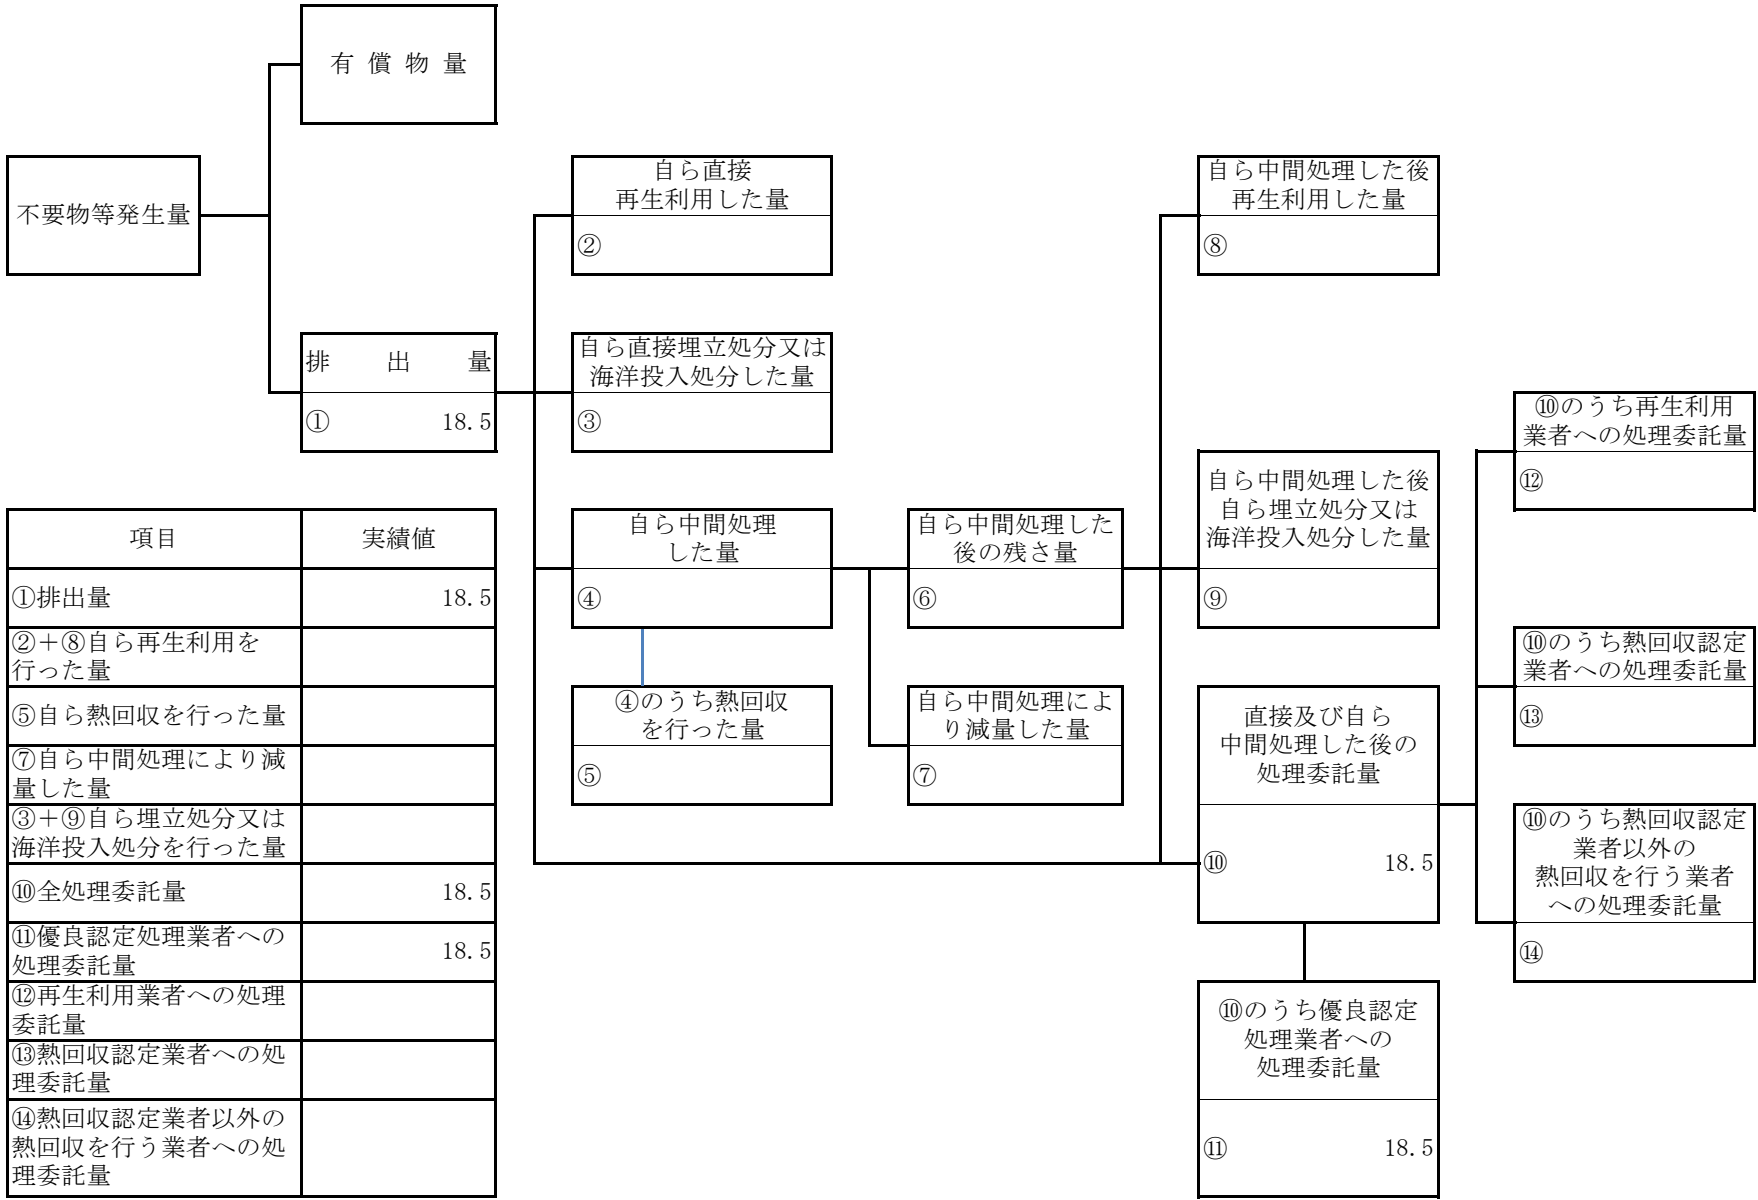 有償物量
不要物等発生量
自ら直接
再生利用した量
②
自ら中間処理した後
再生利用した量
⑧
排出量
① 18.5
自ら直接埋立処分又は
海洋投入処分した量
③
⑩のうち再生利用
業者への処理委託量
⑫
自ら中間処理した後
自ら埋立処分又は
海洋投入処分した量
⑨
自ら中間処理
した量
④
自ら中間処理した
後の残さ量
⑥
⑩のうち熱回収認定
業者への処理委託量
⑬
④のうち熱回収
を行った量
⑤
自ら中間処理によ
り減量した量
⑦
直接及び自ら
中間処理した後の
処理委託量
⑩ 18.5
⑩のうち熱回収認定
業者以外の
熱回収を行う業者
への処理委託量
⑭
⑩のうち優良認定
処理業者への
処理委託量
⑪ 18.5
項目 実績値
①排出量 18.5
②＋⑧自ら再生利用を
行った量
⑤自ら熱回収を行った量
⑦自ら中間処理により減
量した量
③＋⑨自ら埋立処分又は
海洋投入処分を行った量
⑩全処理委託量 18.5
⑪優良認定処理業者への
処理委託量 18.5
⑫再生利用業者への処理
委託量
⑬熱回収認定業者への処
理委託量
⑭熱回収認定業者以外の
熱回収を行う業者への処
理委託量